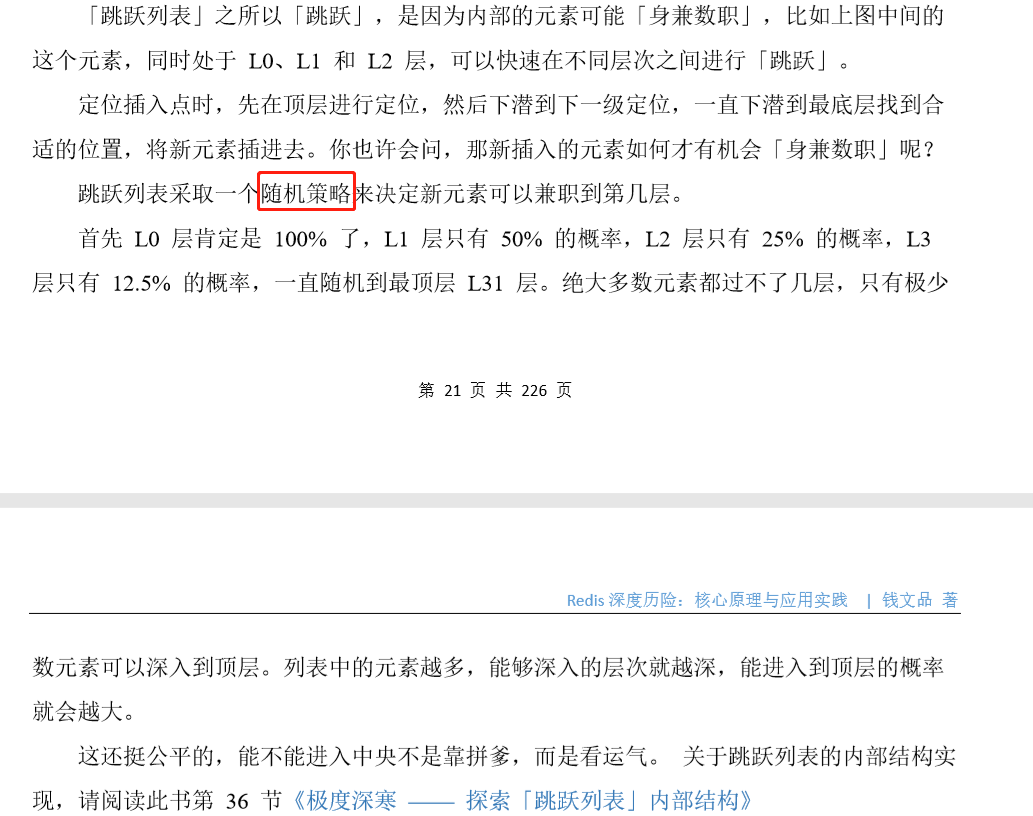 「跳跃列表」之所以「跳跃」，是因为内部的元素可能「身兼数职」，比如上图中间的
这个元素，同时处于 L0、L1 和 L2 层，可以快速在不同层次之间进行「跳跃」。
定位插入点时，先在顶层进行定位，然后下潜到下一级定位，一直下潜到最底层找到合
适的位置，将新元素插进去。你也许会问，那新插入的元素如何才有机会「身兼数职」呢？
跳跃列表采取一个随机策略来决定新元素可以兼职到第几层。
首先 L0 层肯定是 100% 了，L1 层只有 50% 的概率，L2 层只有 25% 的概率，L3
层只有 12.5% 的概率，一直随机到最顶层 L31 层。绝大多数元素都过不了几层，只有极少
第 21 页 共 226 页
Redis 深度历险：核心原理与应用实践 | 钱文品 著
数元素可以深入到顶层。列表中的元素越多，能够深入的层次就越深，能进入到顶层的概率
就会越大。
这还挺公平的，能不能进入中央不是靠拼爹，而是看运气。 关于跳跃列表的内部结构实
现，请阅读此书第 36 节《极度深寒 —— 探索「跳跃列表」内部结构》